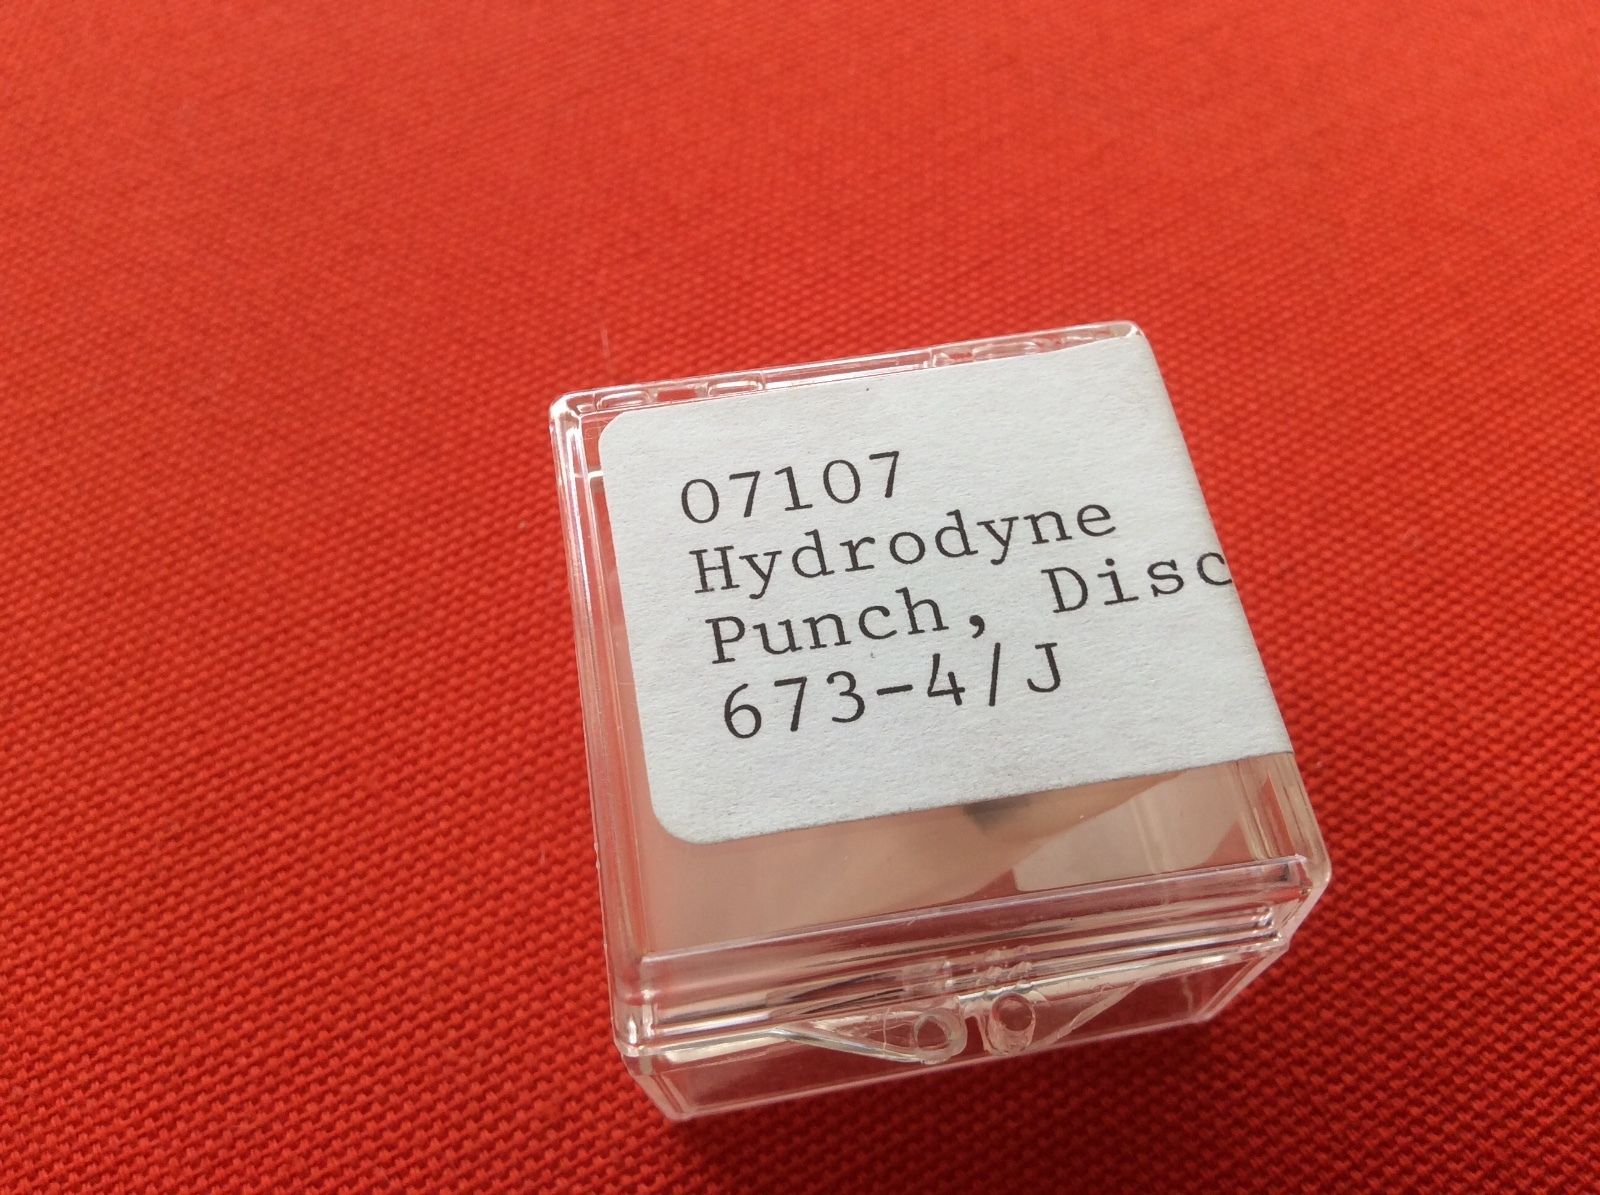 07107
Hydrodyne
Punch, Disc
673-4/J